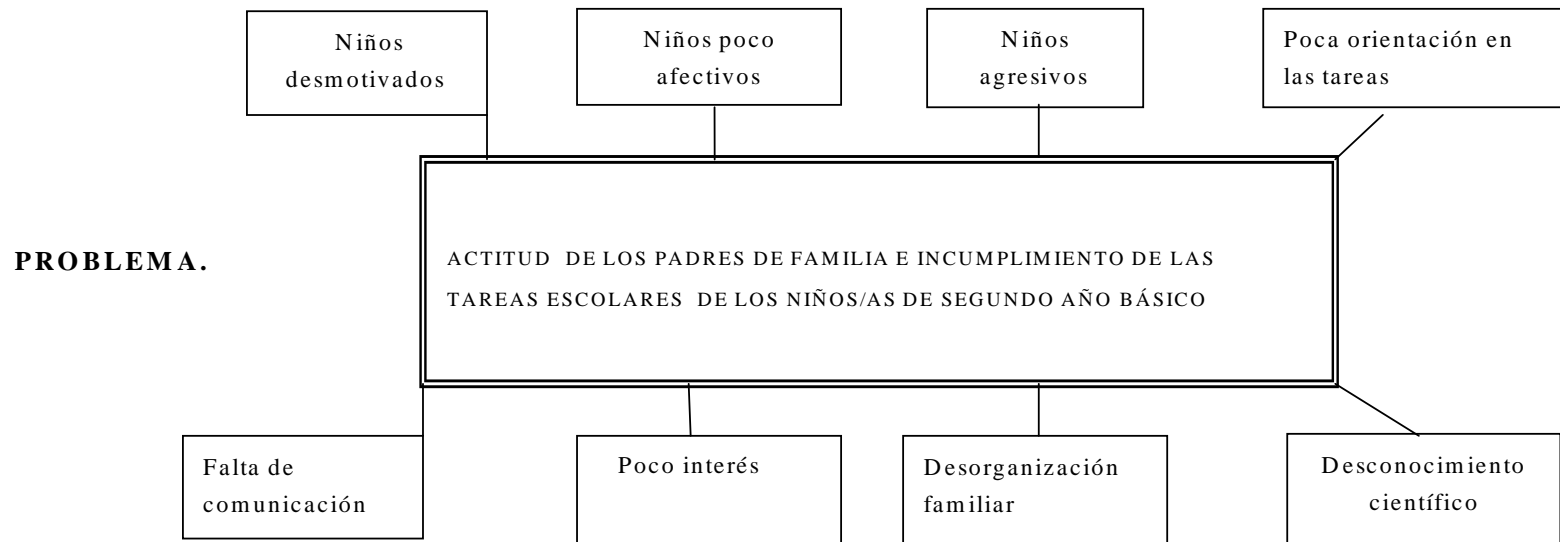 Niños
desmotivados
Niños poco
afectivos
Niños
agresivos
Poca orientación en
las tareas
PROBLEMA.
ACTITUD DE LOS PADRES DE FAMILIA E INCUMPLIMIENTO DE LAS
TAREAS ESCOLARES DE LOS NIÑOS/AS DE SEGUNDO AÑO BÁSICO
Falta de
comunicación
Poco interés
Desorganización
familiar
Desconocimiento
científico